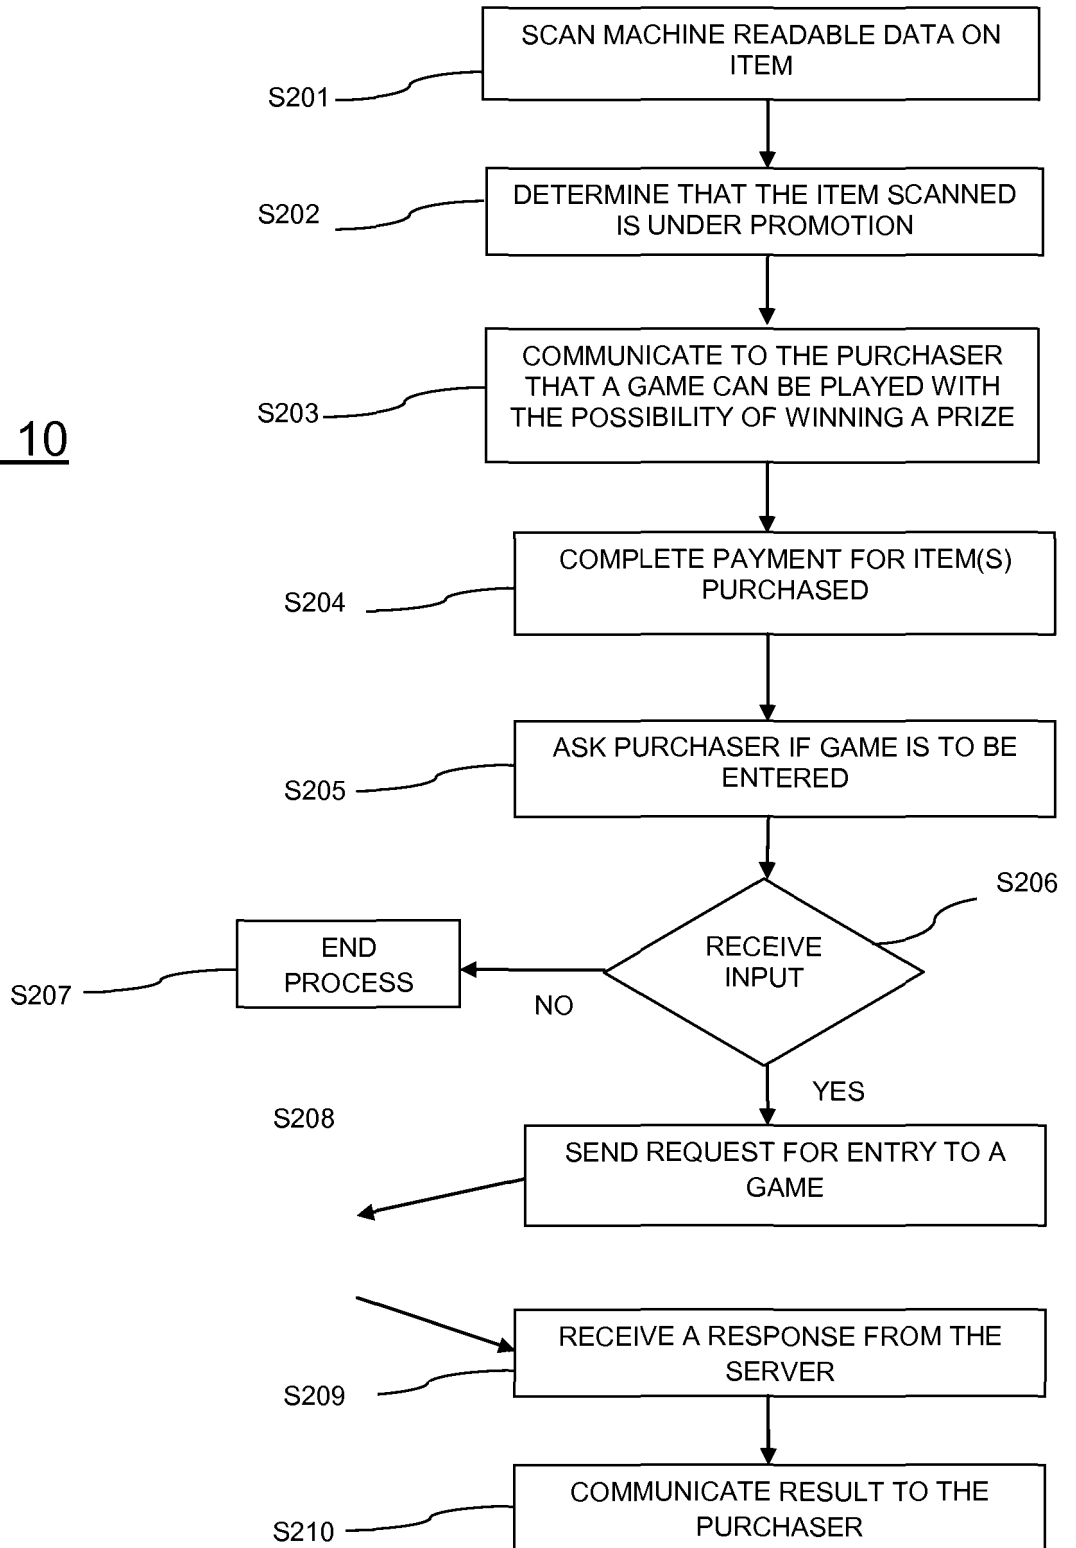 SCAN MACHINE READABLE DATA ON
ITEM
S201
DETERMINE THAT THE ITEM SCANNED
IS UNDER PROMOTION
S202
COMMUNICATE TO THE PURCHASER
THAT A GAME CAN BE PLAYED WITH
THE POSSIBILITY OF WINNING A PRIZE
S203
10
COMPLETE PAYMENT FOR ITEM(S)
PURCHASED
S204
ASK PURCHASER IF GAME IS TO BE
ENTERED
S205
S206
RECEIVE
INPUT
END
PROCESS
S207
NO
YES
S208
SEND REQUEST FOR ENTRY TO A
GAME
RECEIVE A RESPONSE FROM THE
SERVER
S209
COMMUNICATE RESULT TO THE
PURCHASER
S210